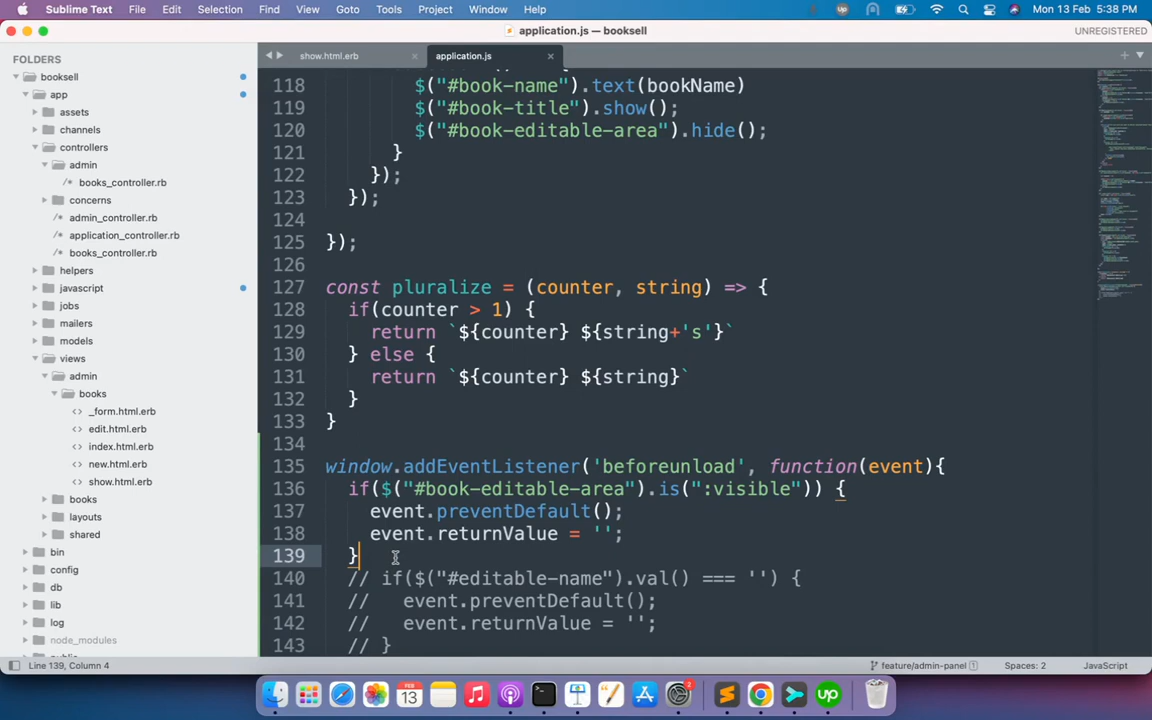 Sublime Text File Edit Selection Find View Goto Tools Project Window Help
Mon 13 Feb 5:38 PM
application.js — booksell
UNREGISTERED
FOLDERS
booksell
app
assets
channels
controllers
admin
books_controller.rb
concerns
admin_controller.rb
application_controller.rb
books_controller.rb
helpers
javascript
jobs
mailers
models
views
admin
books
_form.html.erb
edit.html.erb
index.html.erb
new.html.erb
show.html.erb
books
layouts
shared
bin
config
db
lib
log
node_modules
show.html.erb
application.js
118 $("#book-name").text(bookName)
119 $("#book-title").show();
120 $("#book-editable-area").hide();
121 }
122 });
123 });
124
125 });
126
127 const pluralize = (counter, string) => {
128 if(counter > 1) {
129 return `${counter} ${string+'s'}`
130 } else {
131 return `${counter} ${string}`
132 }
133 }
134
135 window.addEventListener('beforeunload', function(event){
136 if($("#book-editable-area").is(":visible")) {
137 event.preventDefault();
138 event.returnValue = '';
139 }
140 // if($("#editable-name").val() === '') {
141 // event.preventDefault();
142 // event.returnValue = '';
143 // }
Line 139, Column 4
feature/admin-panel 1
Spaces: 2
JavaScript
FEB
13
2
up